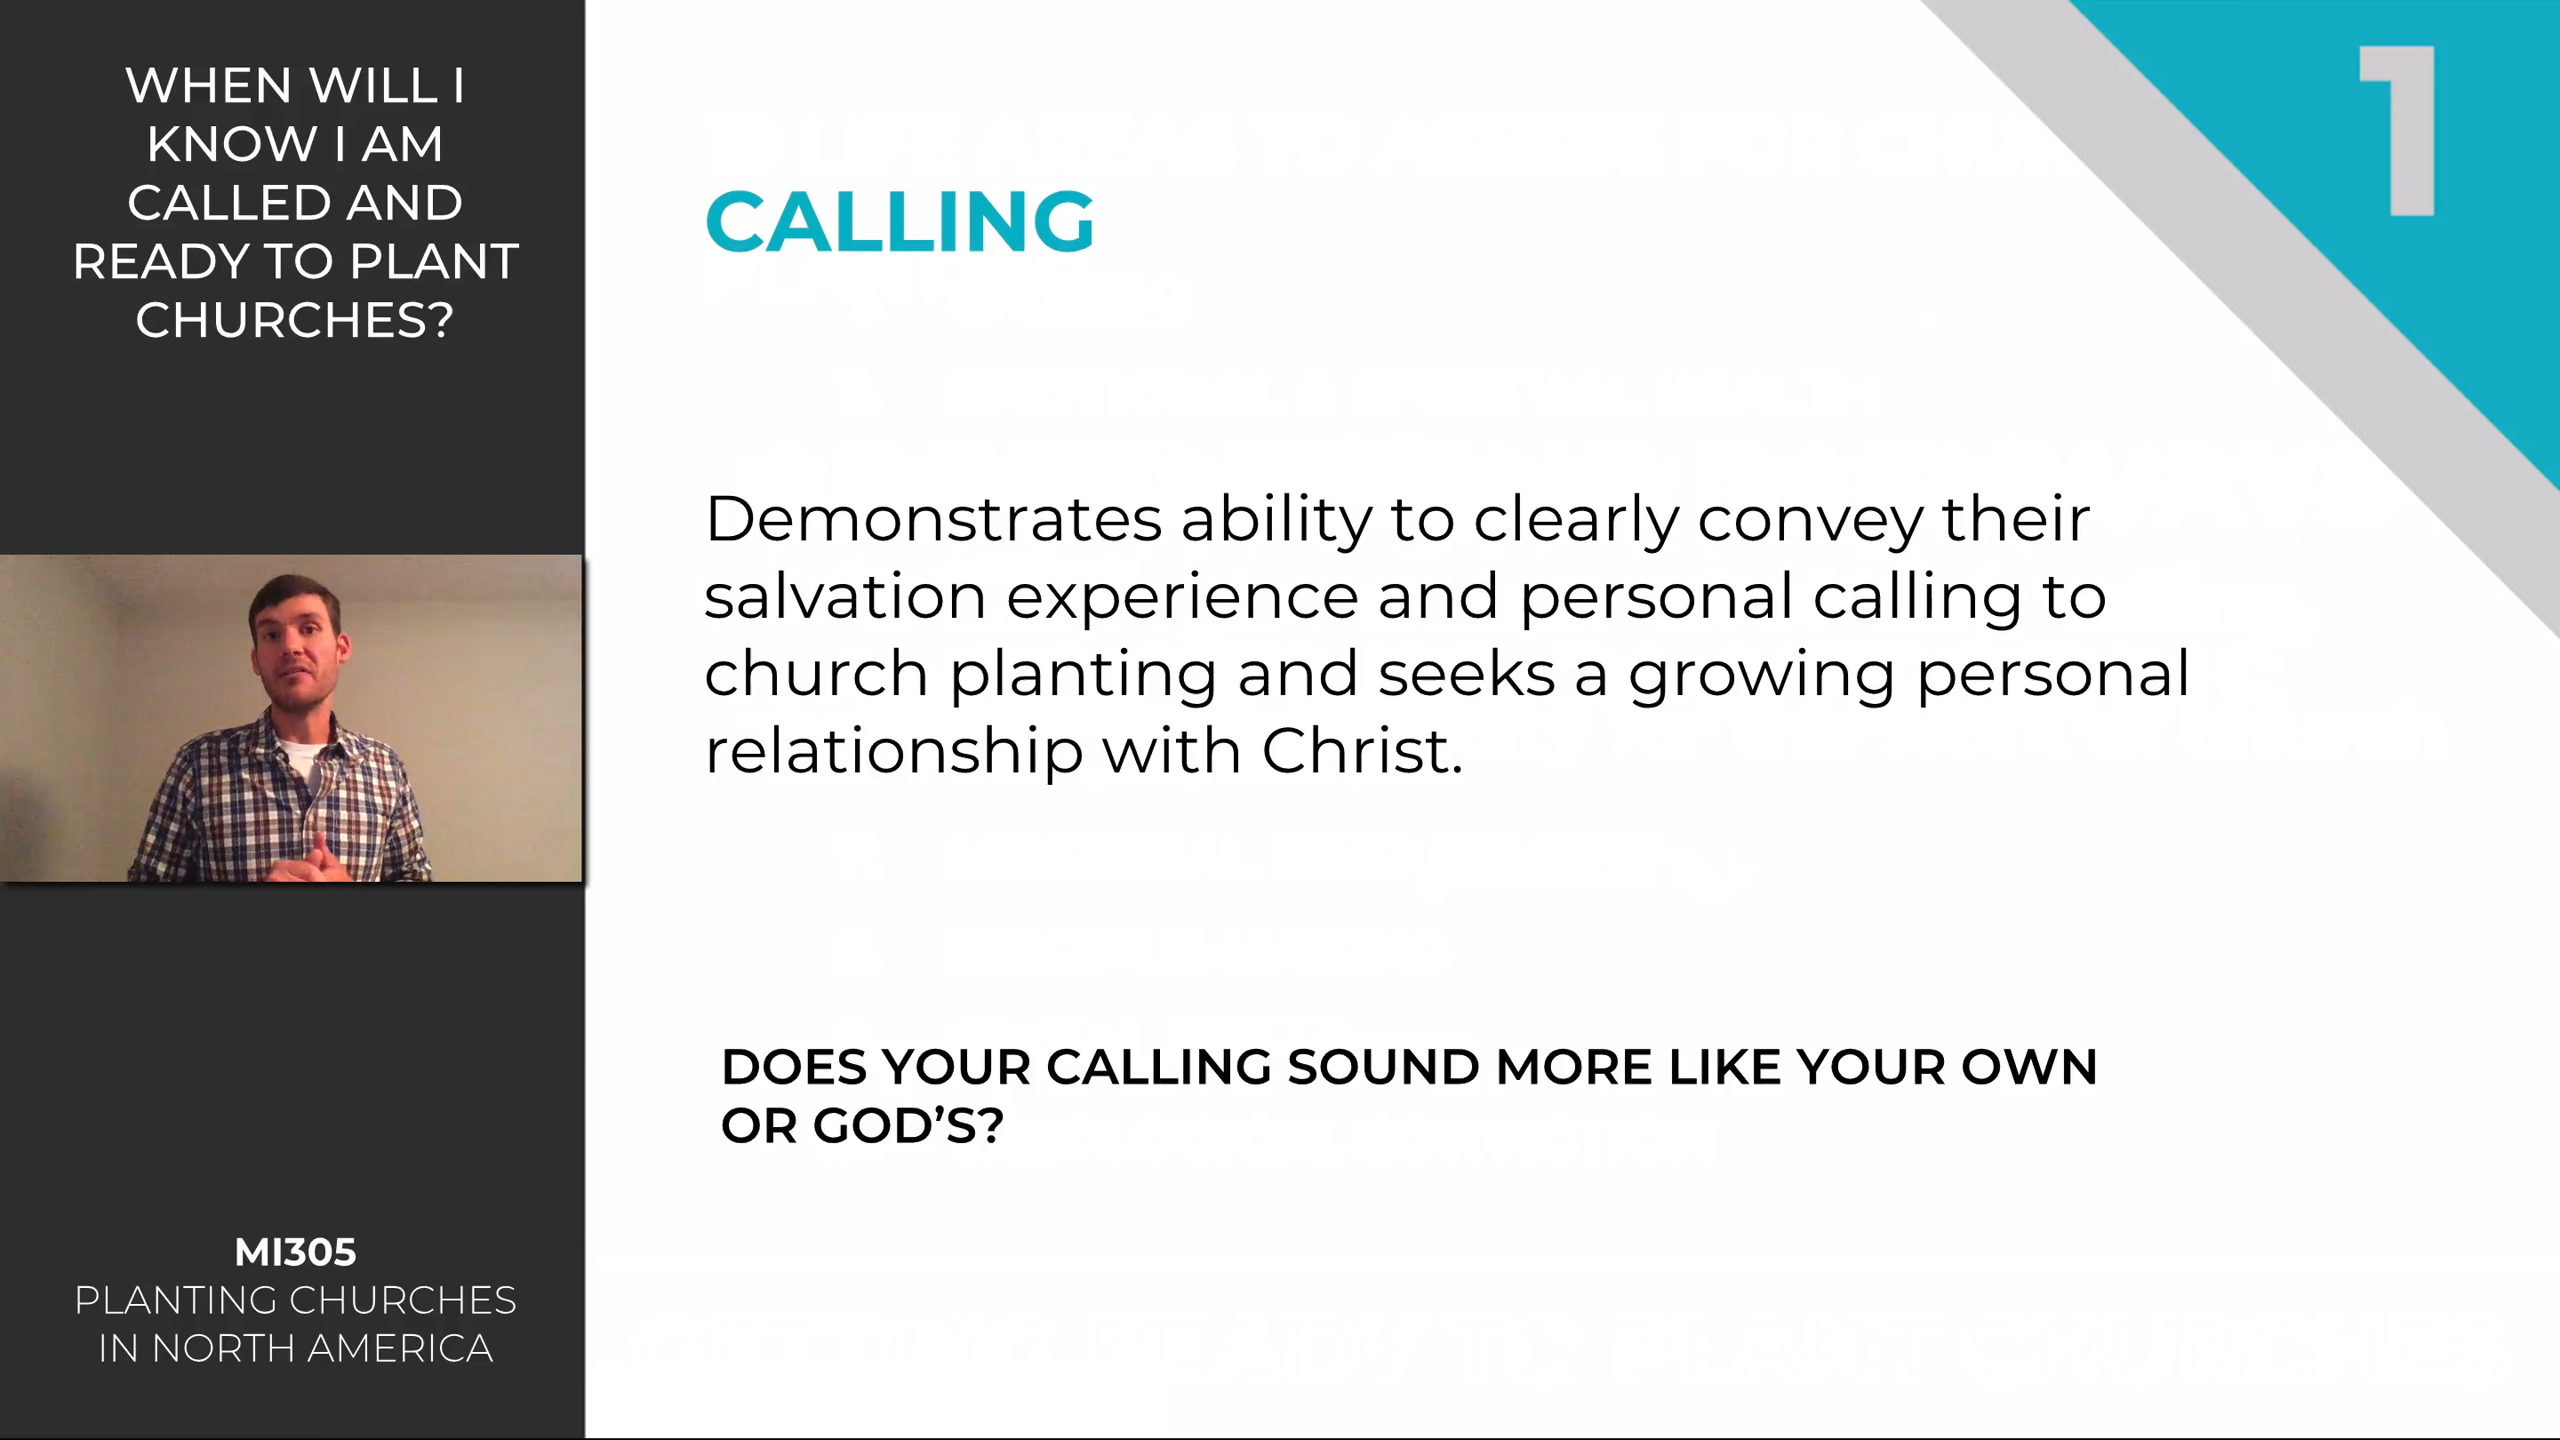 WHEN WILL I
KNOW I AM
CALLED AND
READY TO PLANT
CHURCHES?
MI305
PLANTING CHURCHES
IN NORTH AMERICA
1
CALLING
Demonstrates ability to clearly convey their
salvation experience and personal calling to
church planting and seeks a growing personal
relationship with Christ.
DOES YOUR CALLING SOUND MORE LIKE YOUR OWN
OR GOD’S?